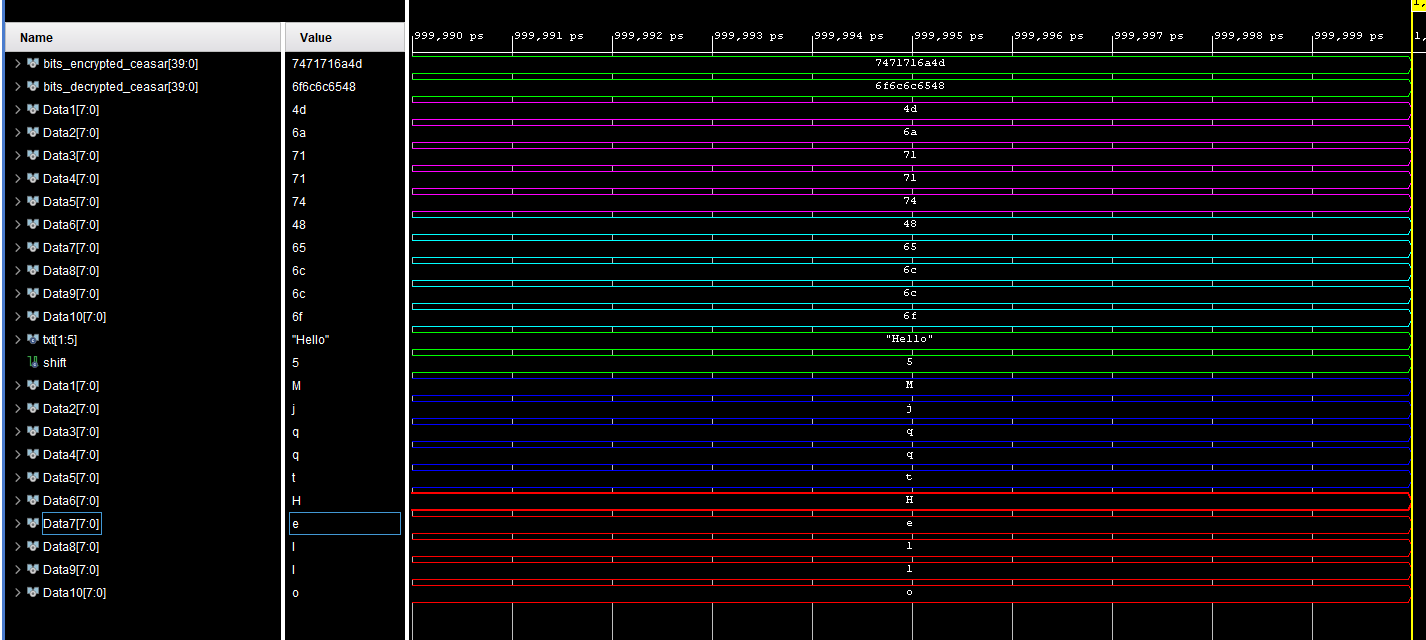 1,
Name Value 999,990 ps 999,991 ps 999,992 ps 999,993 ps 999,994 ps 999,995 ps 999,996 ps 999,997 ps 999,998 ps 999,999 ps 1,
bits_encrypted_ceasar[39:0] 7471716a4d 7471716a4d
bits_decrypted_ceasar[39:0] 6f6c6c6548 6f6c6c6548
Data1[7:0] 4d 4d
Data2[7:0] 6a 6a
Data3[7:0] 71 71
Data4[7:0] 71 71
Data5[7:0] 74 74
Data6[7:0] 48 48
Data7[7:0] 65 65
Data8[7:0] 6c 6c
Data9[7:0] 6c 6c
Data10[7:0] 6f 6f
txt[1:5] "Hello" "Hello"
shift 5 5
Data1[7:0] M M
Data2[7:0] j j
Data3[7:0] q q
Data4[7:0] q q
Data5[7:0] t t
Data6[7:0] H H
Data7[7:0] e e
Data8[7:0] l l
Data9[7:0] l l
Data10[7:0] o o